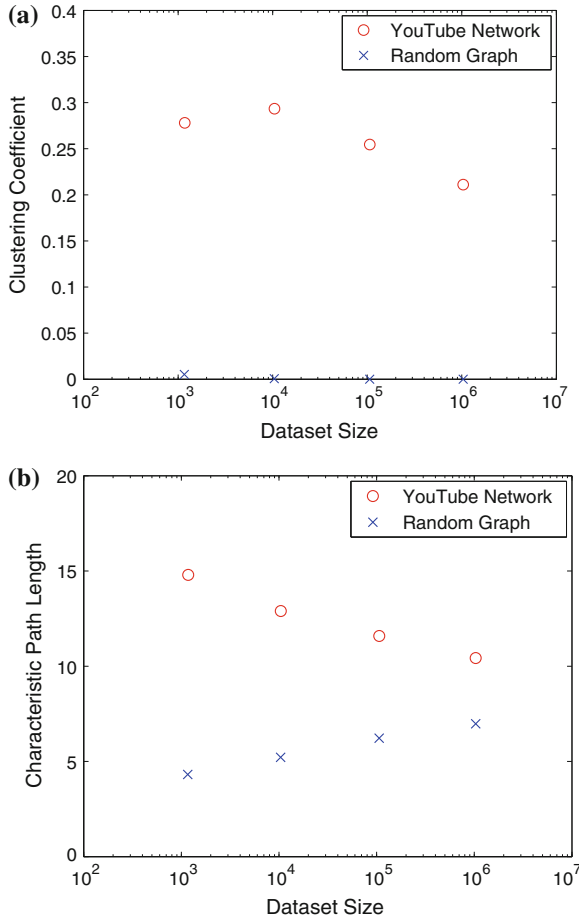 (a)
0.4
0.35
0.3
0.25
0.2
0.15
0.1
0.05
0
Clustering Coefficient
YouTube Network
Random Graph
10^2 10^3 10^4 10^5 10^6 10^7
Dataset Size
(b)
20
15
10
5
0
Characteristic Path Length
YouTube Network
Random Graph
10^2 10^3 10^4 10^5 10^6 10^7
Dataset Size